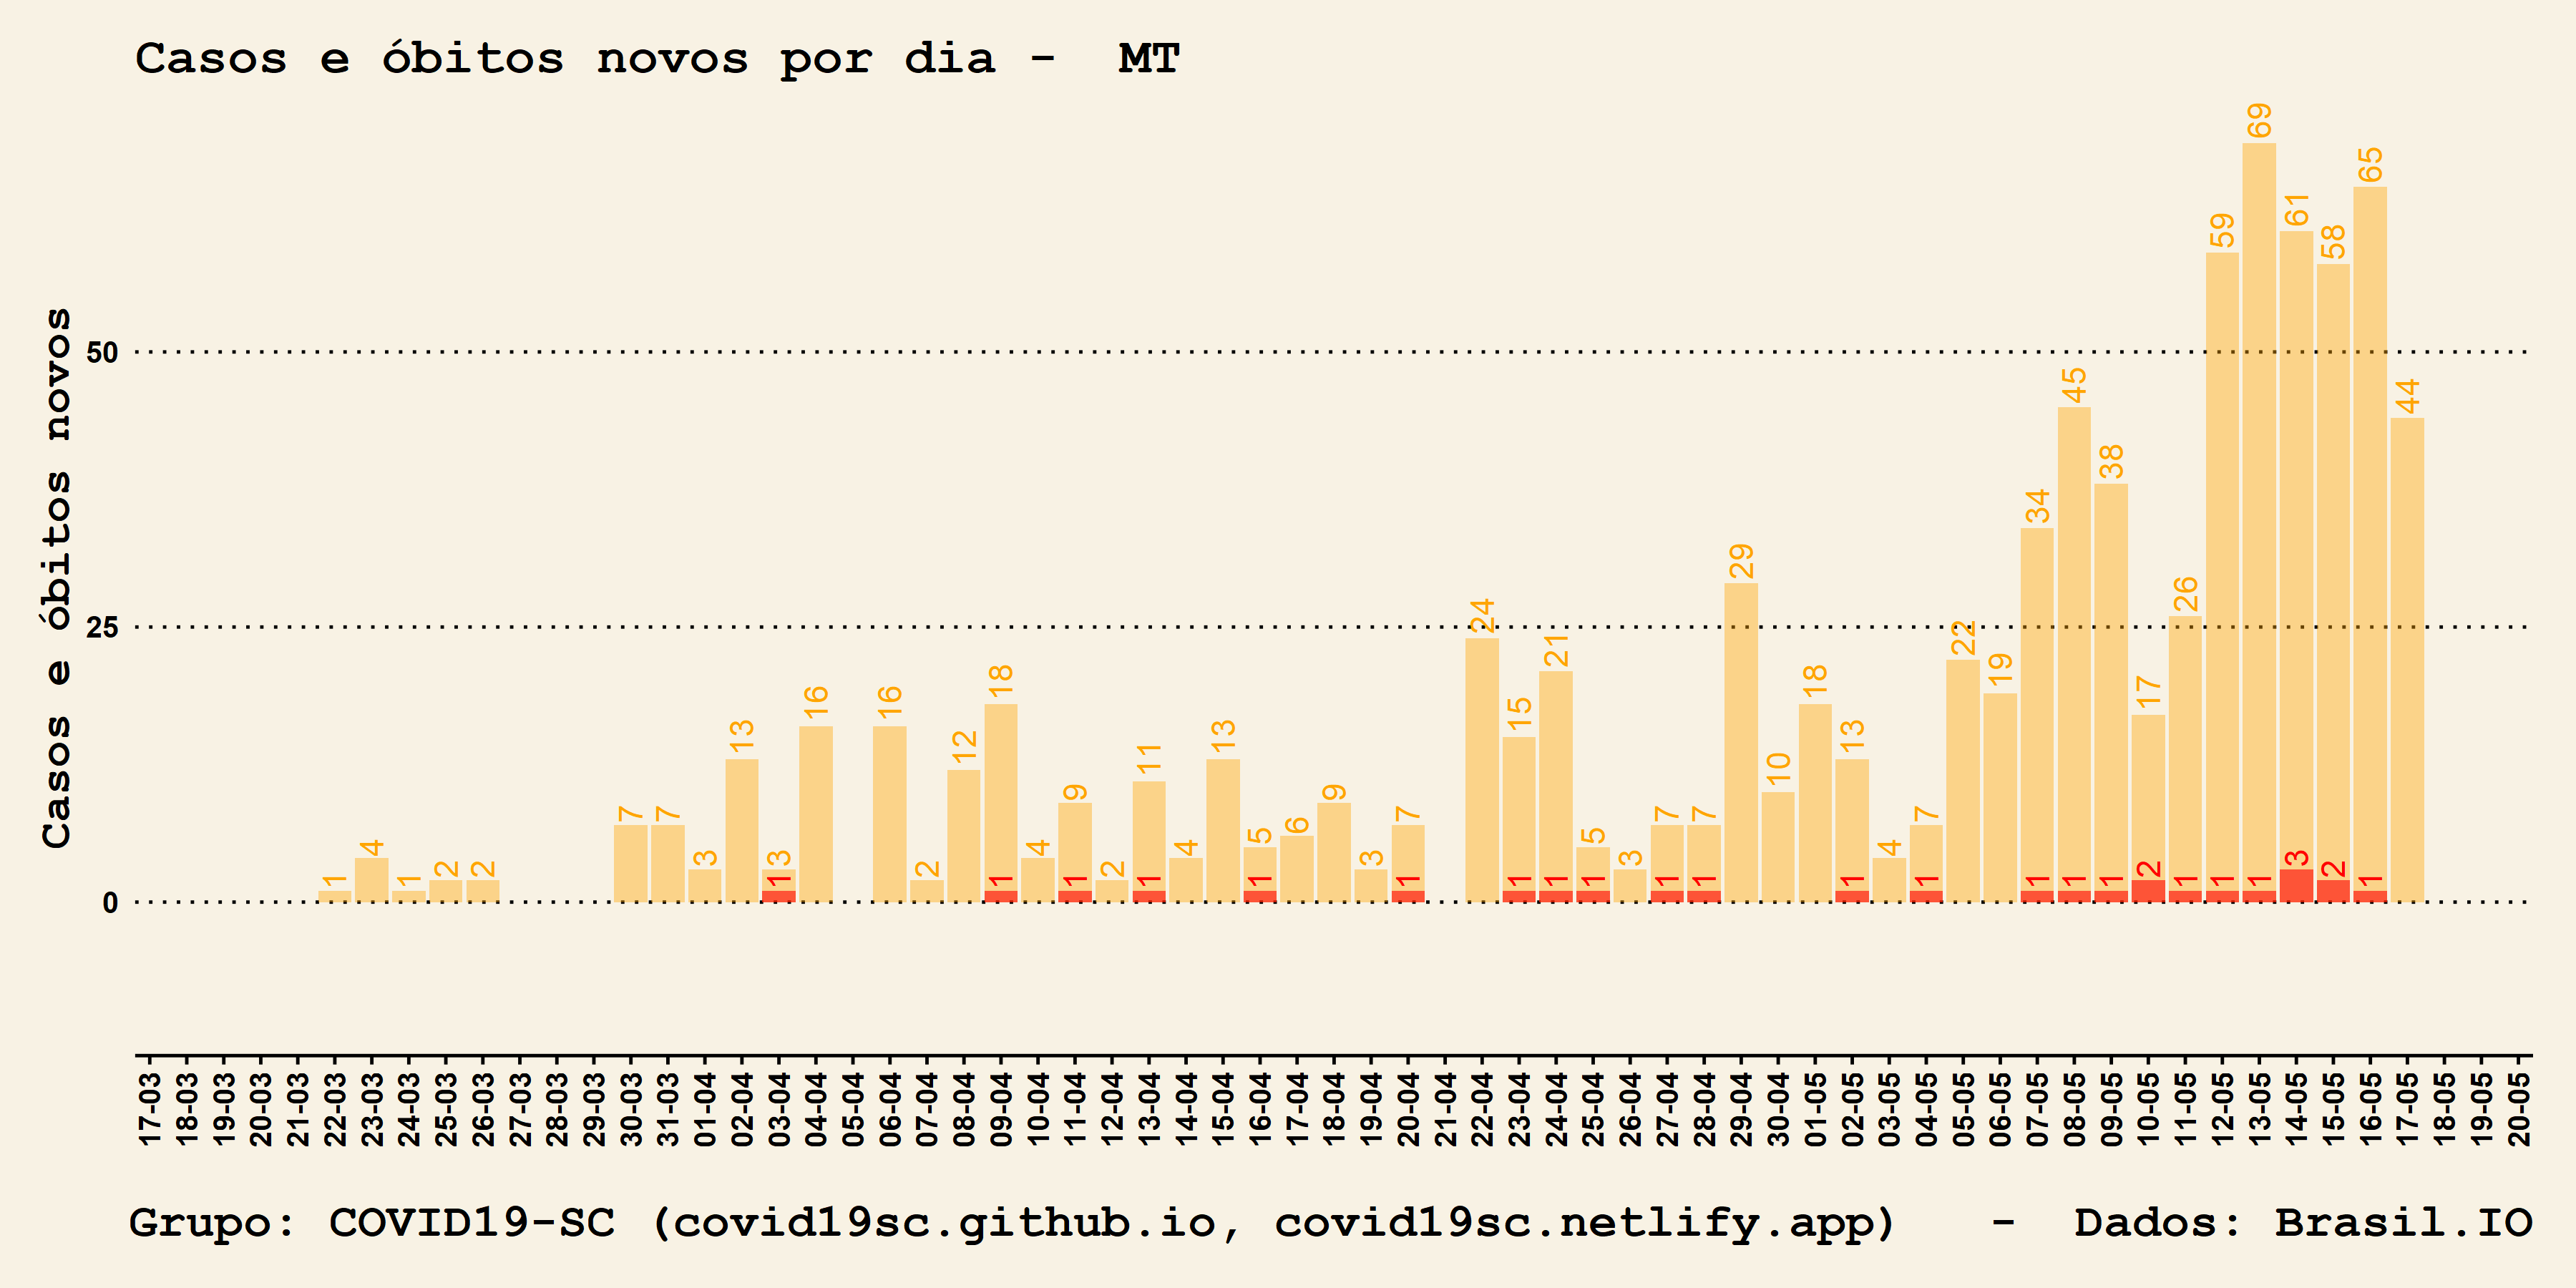 Casos e óbitos novos por dia - MT
Casos e óbitos novos
50
25
0
1 4 1 2 2 7 7 3 13 3 16 16 2 12 18 4 9 2 11 4 13 5 6 9 3 7 24 15 21 5 3 7 7 29 10 18 13 4 7 22 19 34 45 38 17 26 59 69 61 58 65 44
1 1 1 1 1 1 1 1 1 1 1 1 1 1 1 1 2 1 1 1 3 2 1
17-03 18-03 19-03 20-03 21-03 22-03 23-03 24-03 25-03 26-03 27-03 28-03 29-03 30-03 31-03 01-04 02-04 03-04 04-04 05-04 06-04 07-04 08-04 09-04 10-04 11-04 12-04 13-04 14-04 15-04 16-04 17-04 18-04 19-04 20-04 21-04 22-04 23-04 24-04 25-04 26-04 27-04 28-04 29-04 30-04 01-05 02-05 03-05 04-05 05-05 06-05 07-05 08-05 09-05 10-05 11-05 12-05 13-05 14-05 15-05 16-05 17-05 18-05 19-05 20-05
Grupo: COVID19-SC (covid19sc.github.io, covid19sc.netlify.app) - Dados: Brasil.IO